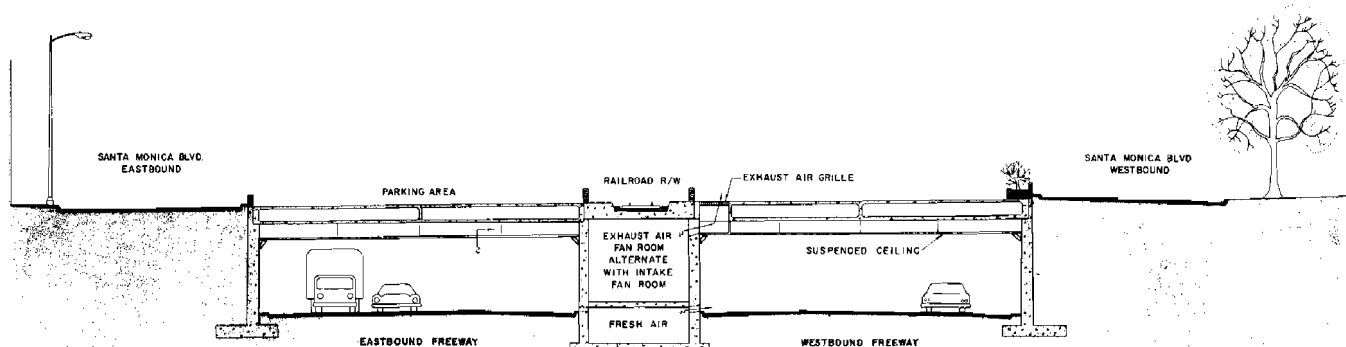 SANTA MONICA BLVD.
EASTBOUND
PARKING AREA
RAILROAD R/W
EXHAUST AIR GRILLE
SANTA MONICA BLVD
WESTBOUND
EXHAUST AIR
FAN ROOM
ALTERNATE
WITH INTAKE
FAN ROOM
SUSPENDED CEILING
FRESH AIR
EASTBOUND FREEWAY
WESTBOUND FREEWAY